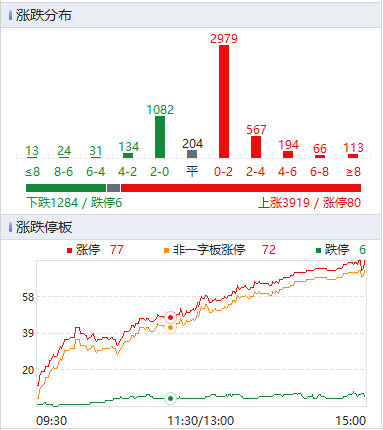 涨跌分布
13 24 31 134 1082 204 2979 567 194 66 113
≤8 8-6 6-4 4-2 2-0 平 0-2 2-4 4-6 6-8 ≥8
下跌1284 / 跌停6 上涨3919 / 涨停80
涨跌停板
涨停 77 非一字板涨停 72 跌停 6
58
39
20
09:30 11:30/13:00 15:00